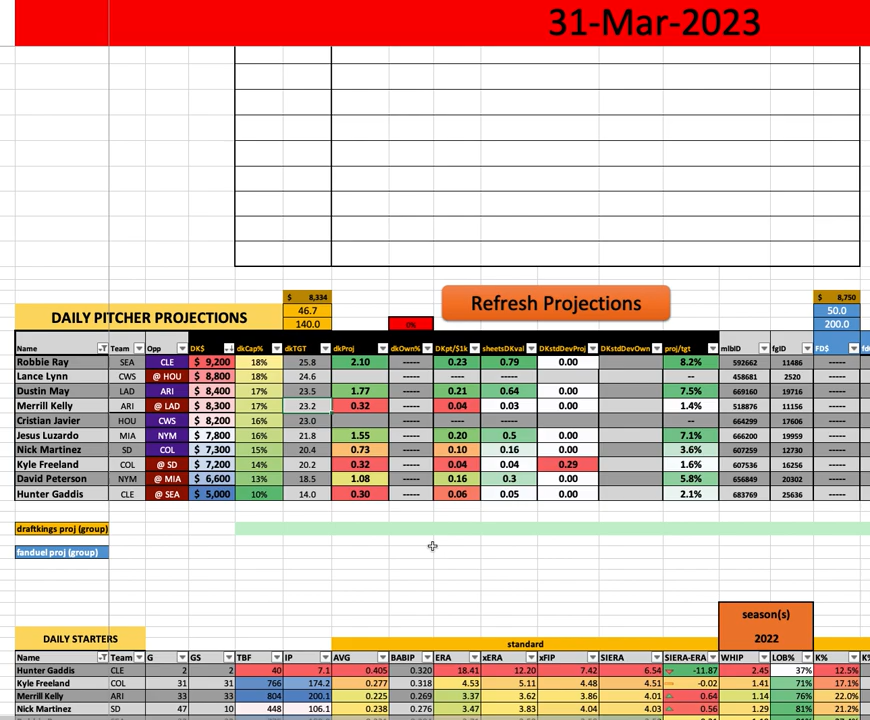 31-Mar-2023
$ 8,334 $ 8,750
Refresh Projections
46.7 50.0
DAILY PITCHER PROJECTIONS 140.0 0% 200.0
Name Team Opp DK$ dkCap% dkTGT dkProj dkOwn% DKpt/$1k sheetsDKval DKstdDevProj DKstdDevOwn proj/tgt mlbID fgID FD$
Robbie Ray SEA CLE $ 9,200 18% 25.8 2.10 ----- 0.23 0.79 0.00 8.2% 592662 11486 -----
Lance Lynn CWS @ HOU $ 8,800 18% 24.6 ----- ----- ----- ----- -- 458681 2520 -----
Dustin May LAD ARI $ 8,400 17% 23.5 1.77 ----- 0.21 0.64 0.00 7.5% 669160 19716 -----
Merrill Kelly ARI @ LAD $ 8,300 17% 23.2 0.32 ----- 0.04 0.03 0.00 1.4% 518876 11156 -----
Cristian Javier HOU CWS $ 8,200 16% 23.0 ----- ----- ----- ----- -- 664299 17606 -----
Jesus Luzardo MIA NYM $ 7,800 16% 21.8 1.55 ----- 0.20 0.5 0.00 7.1% 666200 19959 -----
Nick Martinez SD COL $ 7,300 15% 20.4 0.73 ----- 0.10 0.16 0.00 3.6% 607259 12730 -----
Kyle Freeland COL @ SD $ 7,200 14% 20.2 0.32 ----- 0.04 0.04 0.29 1.6% 607536 16256 -----
David Peterson NYM @ MIA $ 6,600 13% 18.5 1.08 ----- 0.16 0.3 0.00 5.8% 656849 20302 -----
Hunter Gaddis CLE @ SEA $ 5,000 10% 14.0 0.30 ----- 0.06 0.05 0.00 2.1% 683769 25636 -----
draftkings proj (group)
fanduel proj (group)
season(s)
DAILY STARTERS standard 2022
Name Team G GS TBF IP AVG BABIP ERA xERA xFIP SIERA SIERA-ERA WHIP LOB% K%
Hunter Gaddis CLE 2 2 40 7.1 0.405 0.320 18.41 12.20 7.42 6.54 -11.87 2.45 37% 12.5%
Kyle Freeland COL 31 31 766 174.2 0.277 0.318 4.53 5.11 4.48 4.51 -0.02 1.41 71% 17.1%
Merrill Kelly ARI 33 33 804 200.1 0.225 0.269 3.37 3.62 3.86 4.01 0.64 1.14 76% 22.0%
Nick Martinez SD 47 10 448 106.1 0.238 0.276 3.47 3.83 4.04 4.03 0.56 1.29 81% 21.2%